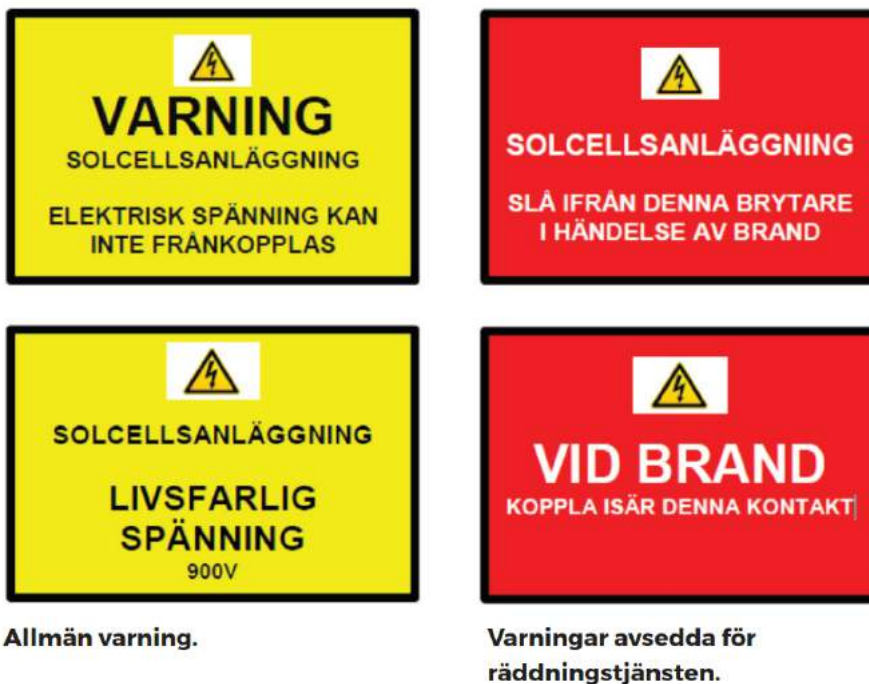 VARNING
SOLCELLSANLÄGGNING
ELEKTRISK SPÄNNING KAN
INTE FRÅNKOPPLAS
SOLCELLSANLÄGGNING
SLÅ IFRÅN DENNA BRYTARE
I HÄNDELSE AV BRAND
SOLCELLSANLÄGGNING
LIVSFARLIG
SPÄNNING
900V
VID BRAND
KOPPLA ISÄR DENNA KONTAKT
Allmän varning.
Varningar avsedda för
räddningstjänsten.